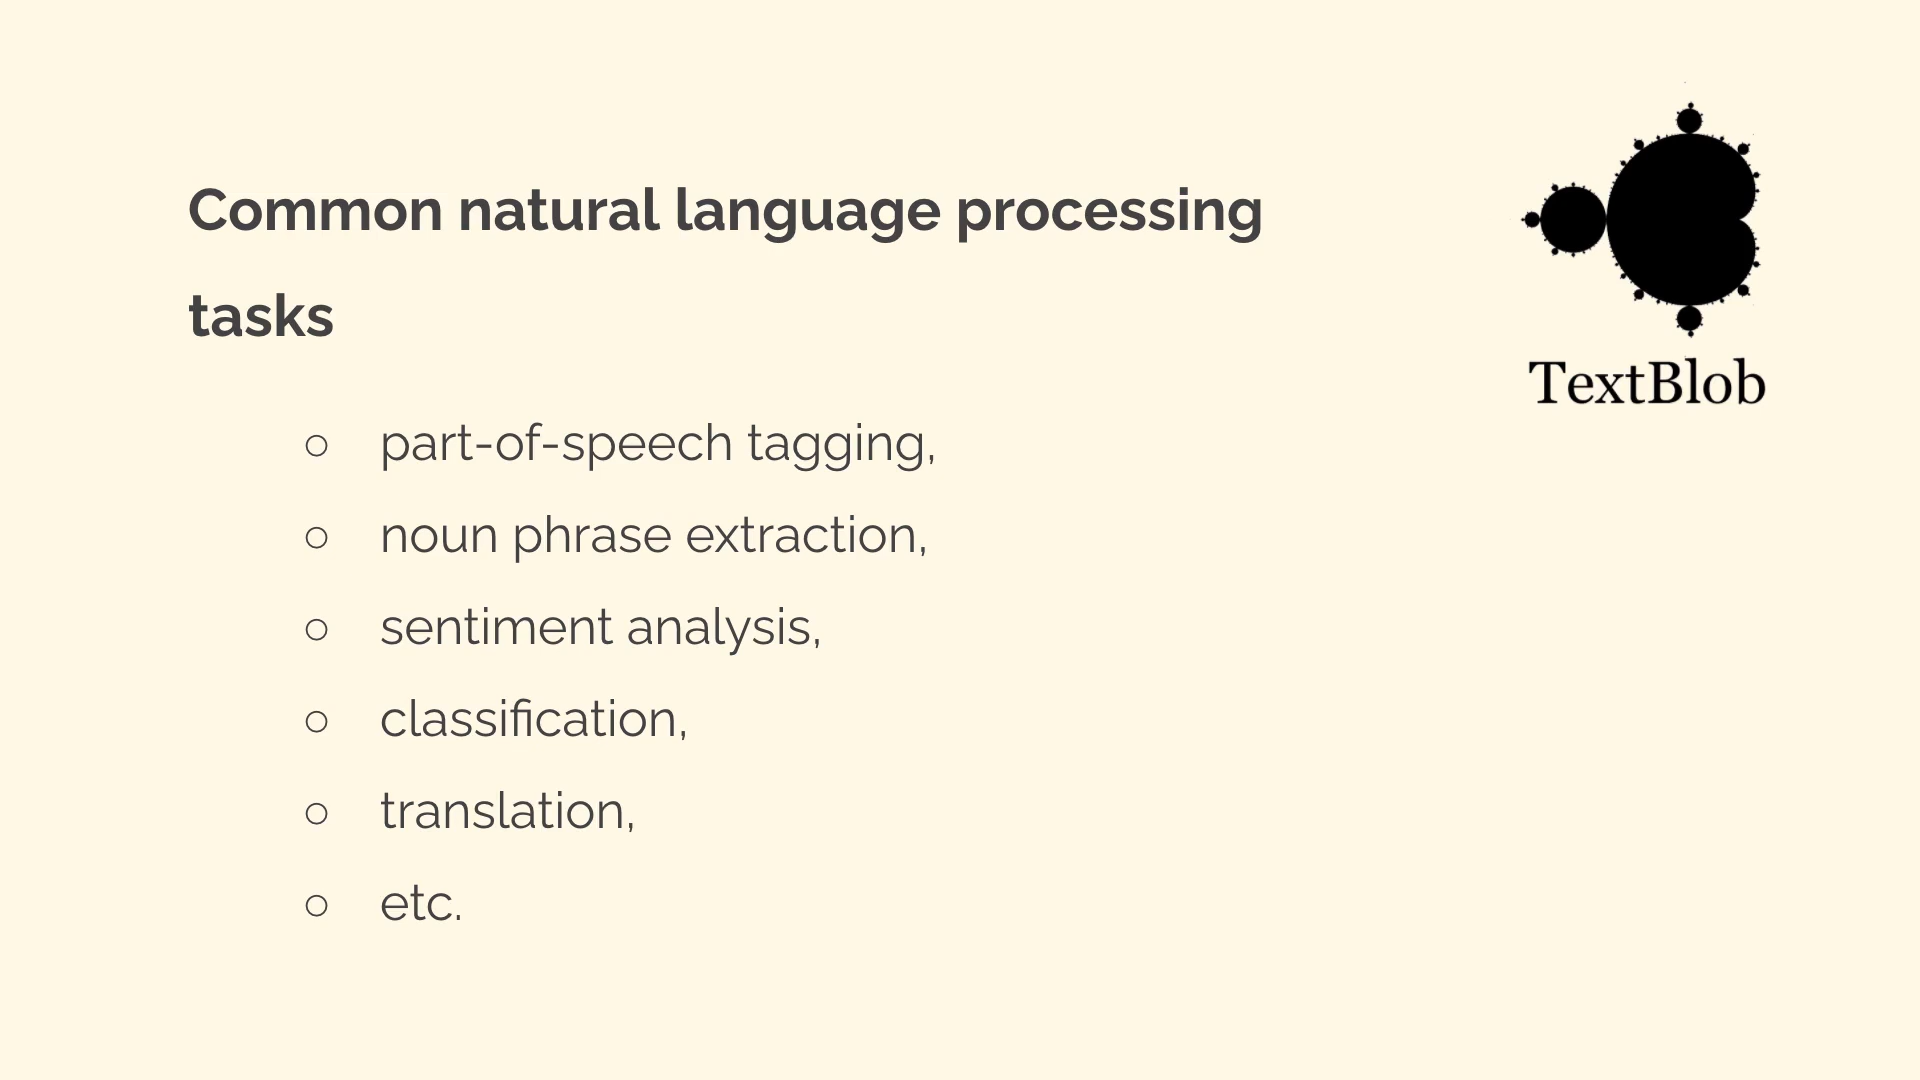 Common natural language processing
tasks
TextBlob
○ part-of-speech tagging,
○ noun phrase extraction,
○ sentiment analysis,
○ classification,
○ translation,
○ etc.